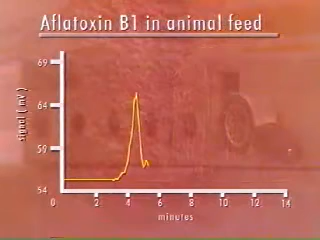 Aflatoxin B1 in animal feed
69
64
signal ( mV )
59
54
0 2 4 6 8 10 12 14
minutes